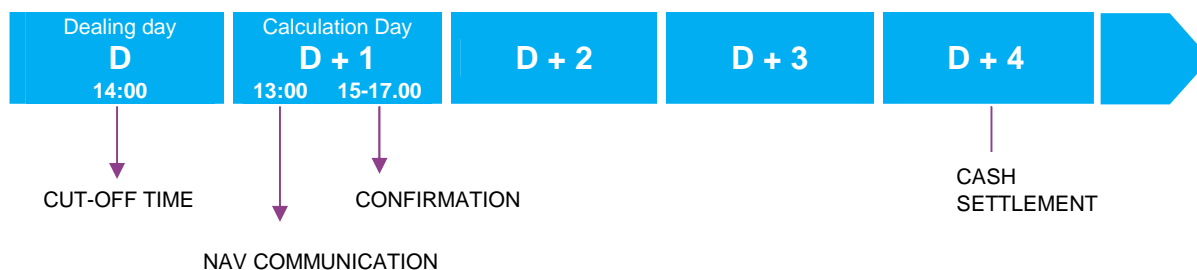 Dealing day
D
14:00
Calculation Day
D + 1
13:00 15-17.00
D + 2
D + 3
D + 4
CUT-OFF TIME
CONFIRMATION
CASH
SETTLEMENT
NAV COMMUNICATION